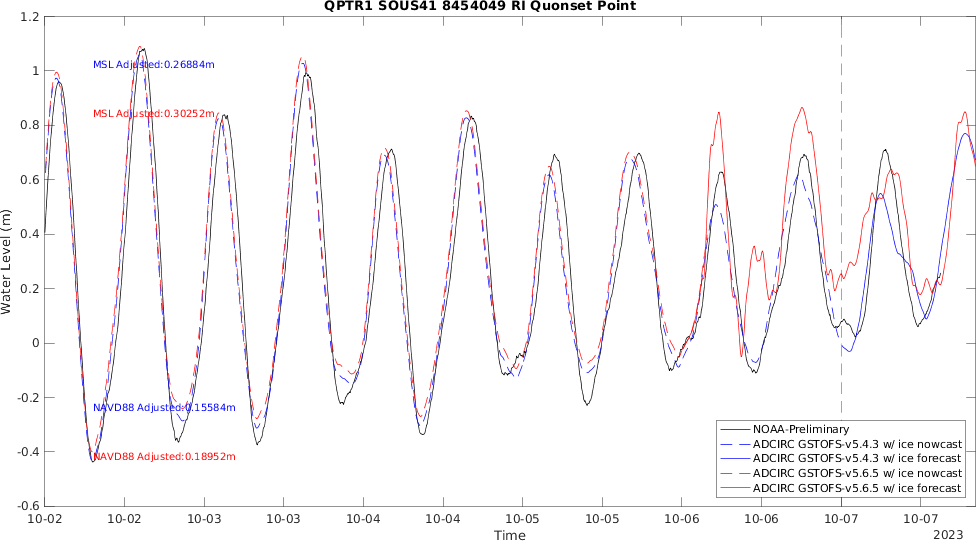 QPTR1 SOUS41 8454049 RI Quonset Point
1.2
1
0.8
0.6
0.4
0.2
0
-0.2
-0.4
-0.6
Water Level (m)
MSL Adjusted:0.26884m
MSL Adjusted:0.30252m
NAVD88 Adjusted:0.15584m
NAVD88 Adjusted:0.18952m
NOAA-Preliminary
ADCIRC GSTOFS-v5.4.3 w/ ice nowcast
ADCIRC GSTOFS-v5.4.3 w/ ice forecast
ADCIRC GSTOFS-v5.6.5 w/ ice nowcast
ADCIRC GSTOFS-v5.6.5 w/ ice forecast
10-02 10-02 10-03 10-03 10-04 10-04 10-05 10-05 10-06 10-06 10-07 10-07
Time
2023